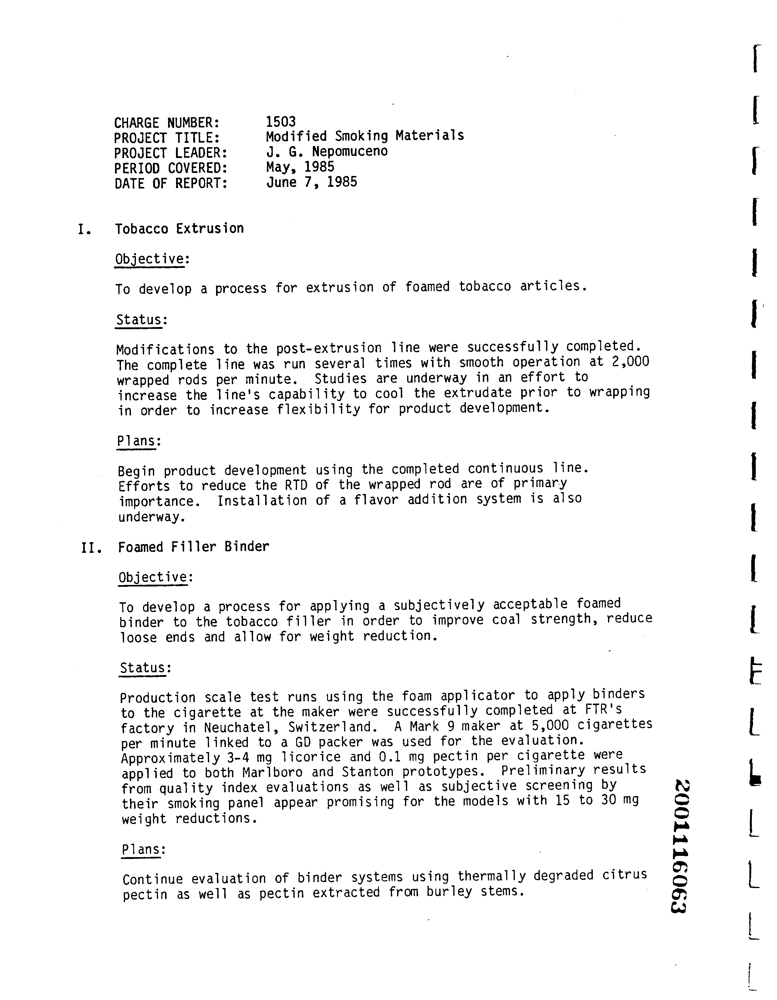 CHARGE NUMBER: 1503
PROJECT TITLE: Modified Smoking Materials
PROJECT LEADER: J. G. Nepomuceno
PERIOD COVERED: May, 1985
DATE OF REPORT: June 7, 1985
I. Tobacco Extrusion
Objective:
To develop a process for extrusion of foamed tobacco articles.
Status:
Modifications to the post-extrusion line were successfully completed.
The complete line was run several times with smooth operation at 2,000
wrapped rods per minute. Studies are underway in an effort to
increase the line's capability to cool the extrudate prior to wrapping
in order to increase flexibility for product development.
Plans:
Begin product development using the completed continuous line.
Efforts to reduce the RTD of the wrapped rod are of primary
importance. Installation of a flavor addition system is also
underway.
II. Foamed Filler Binder
Objective:
To develop a process for applying a subjectively acceptable foamed
binder to the tobacco filler in order to improve coal strength, reduce
loose ends and allow for weight reduction.
Status:
Production scale test runs using the foam applicator to apply binders
to the cigarette at the maker were successfully completed at FTR's
factory in Neuchatel, Switzerland. A Mark 9 maker at 5,000 cigarettes
per minute linked to a GD packer was used for the evaluation.
Approximately 3-4 mg licorice and 0.1 mg pectin per cigarette were
applied to both Marlboro and Stanton prototypes. Preliminary results
from quality index evaluations as well as subjective screening by
their smoking panel appear promising for the models with 15 to 30 mg
weight reductions.
Plans:
Continue evaluation of binder systems using thermally degraded citrus
pectin as well as pectin extracted from burley stems.
2001116063